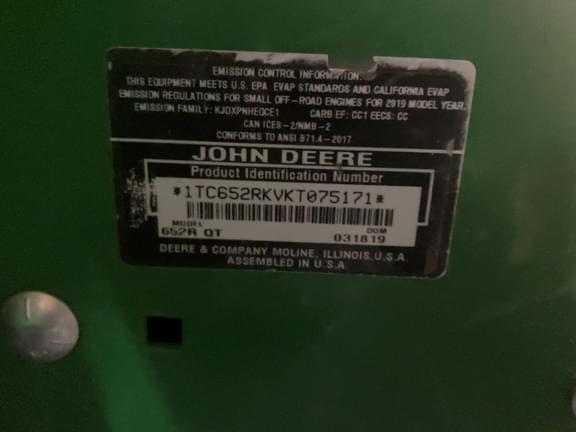 EMISSION CONTROL INFORMATION:
THIS EQUIPMENT MEETS U.S. EPA EVAP STANDARDS AND CALIFORNIA EVAP
EMISSION REGULATIONS FOR SMALL OFF-ROAD ENGINES FOR 2019 MODEL YEAR.
EMISSION FAMILY: KJDXPNHEQCE1 CARB EF: CC1 EECS: CC
CAN ICES-2/NMB-2
CONFORMS TO ANSI B71.4-2017
JOHN DEERE
Product Identification Number
*1TC652RKVKT075171*
MODEL DOM
652R QT 031819
DEERE & COMPANY MOLINE, ILLINOIS, U.S.A.
ASSEMBLED IN U.S.A.